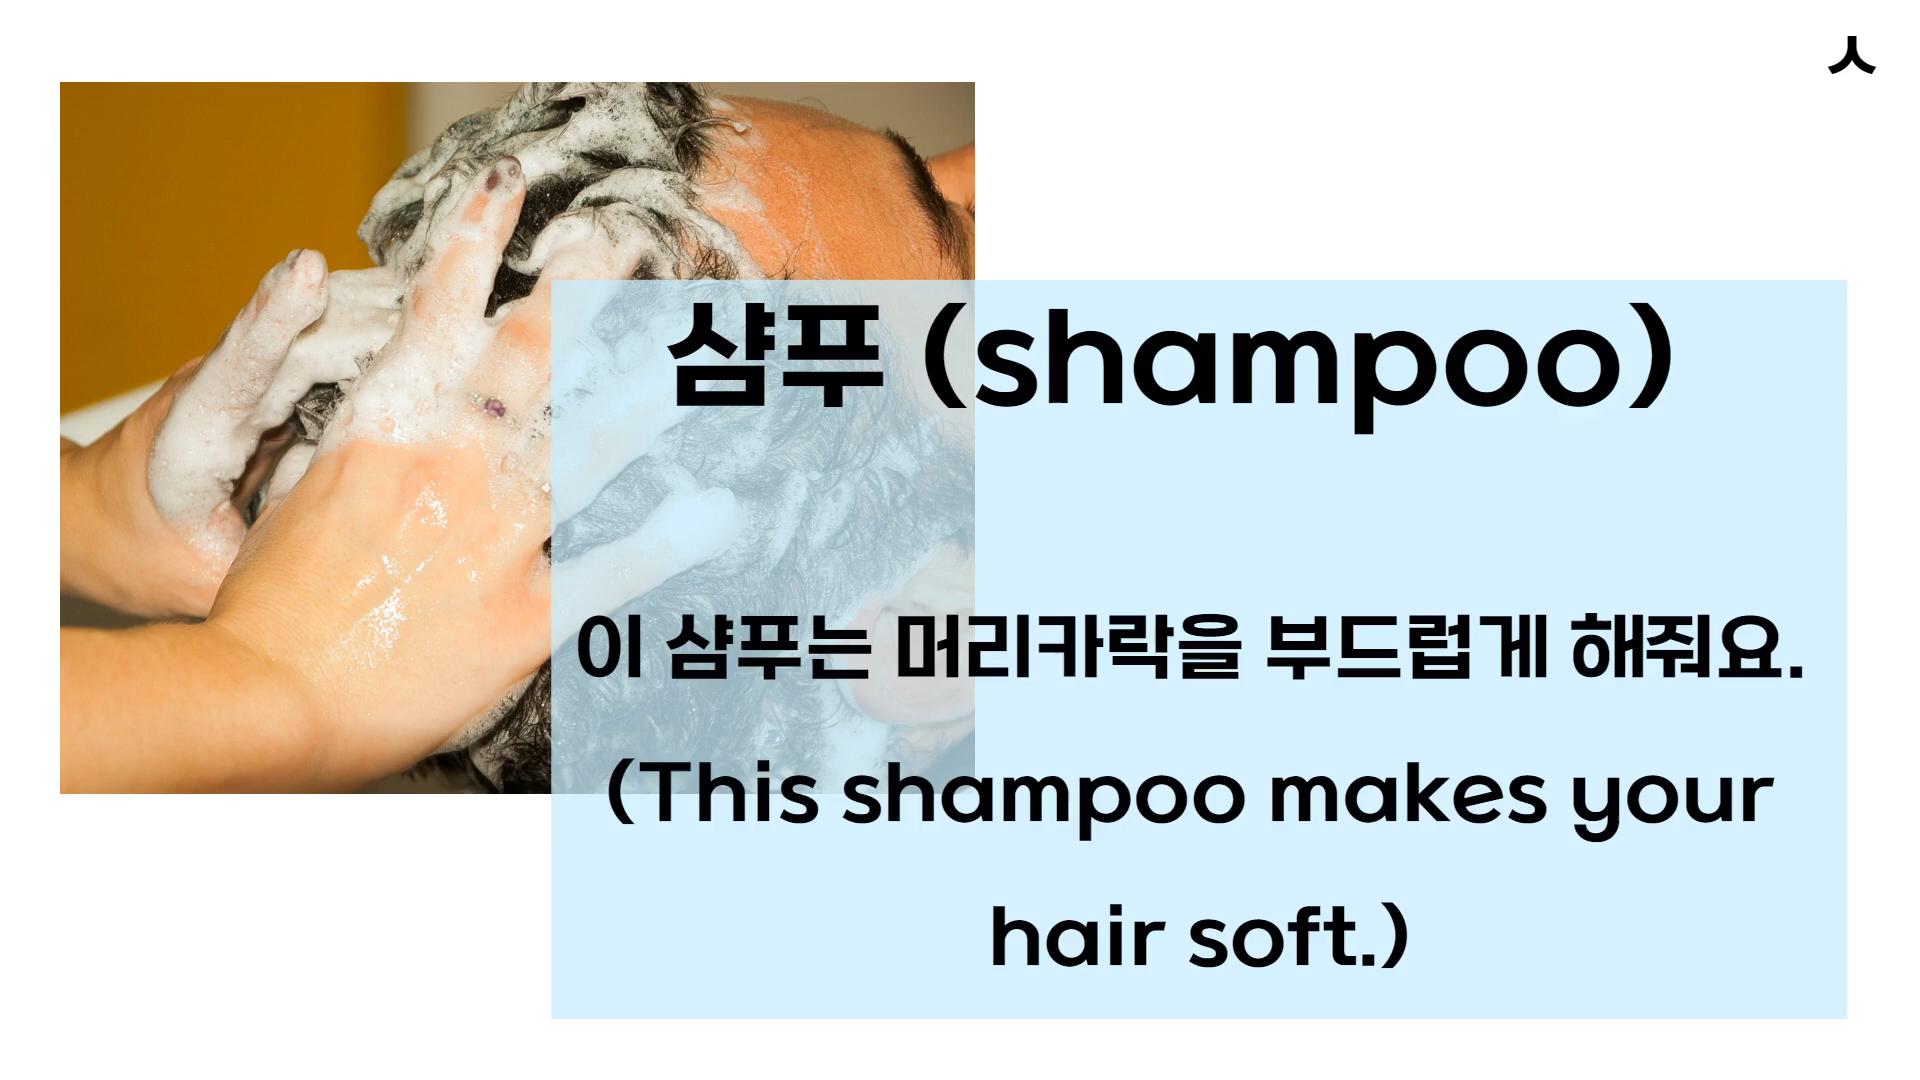 ㅅ
샴푸 (shampoo)
이 샴푸는 머리카락을 부드럽게 해줘요.
(This shampoo makes your
hair soft.)